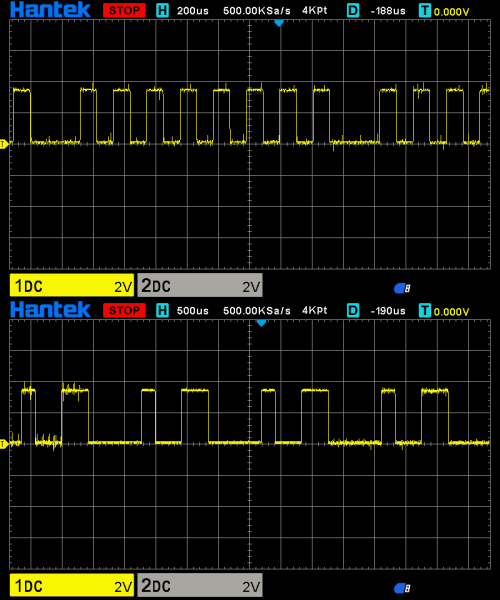 Hantek STOP H 200us 500.00KSa/s 4Kpt D -188us T 0.000V
T
1DC 2V 2DC 2V
Hantek STOP H 500us 500.00KSa/s 4Kpt D -190us T 0.000V
T
1DC 2V 2DC 2V